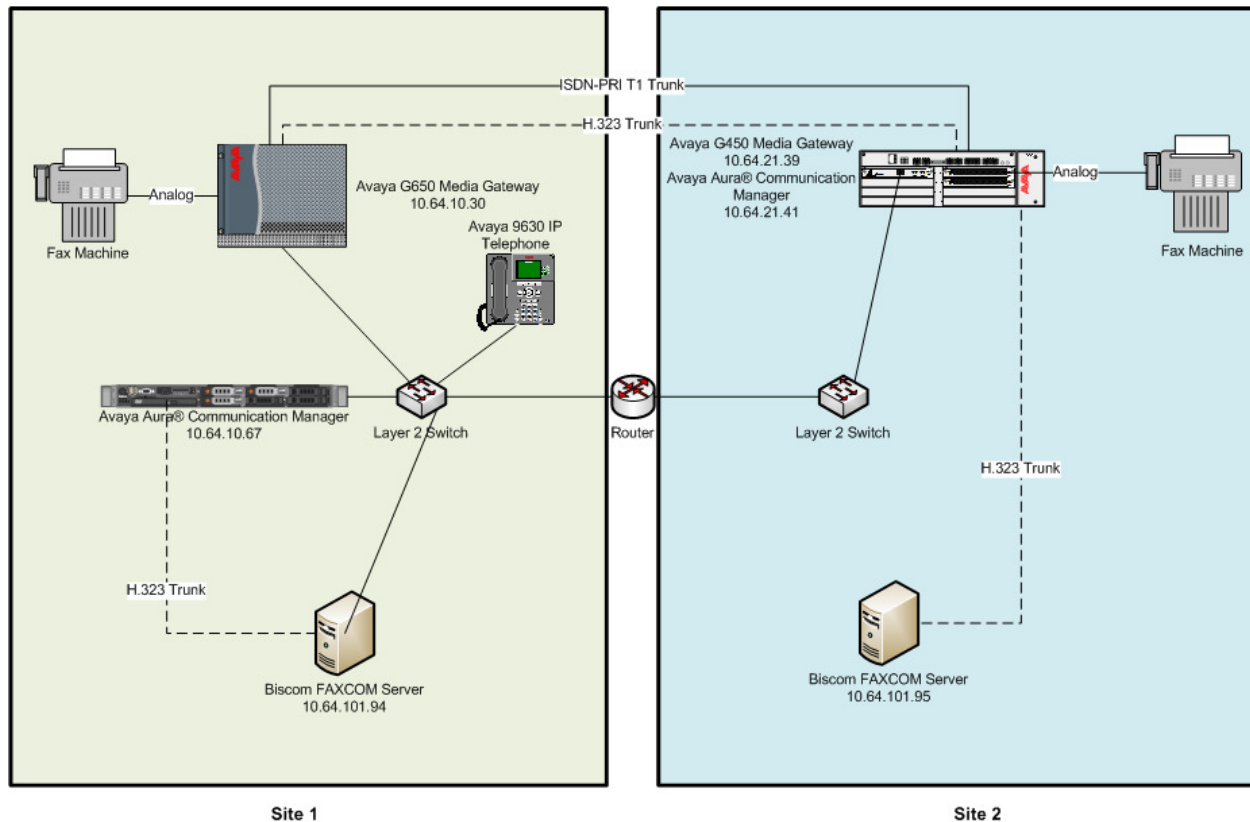 ISDN-PRI T1 Trunk
H.323 Trunk
Analog
Fax Machine
AVAYA
Avaya G650 Media Gateway
10.64.10.30
Avaya 9630 IP
Telephone
Avaya Aura® Communication Manager
10.64.10.67
Layer 2 Switch
H.323 Trunk
Biscom FAXCOM Server
10.64.101.94
Router
Avaya G450 Media Gateway
10.64.21.39
Avaya Aura® Communication
Manager
10.64.21.41
AVAYA
Analog
Fax Machine
Layer 2 Switch
H.323 Trunk
Biscom FAXCOM Server
10.64.101.95
Site 1
Site 2